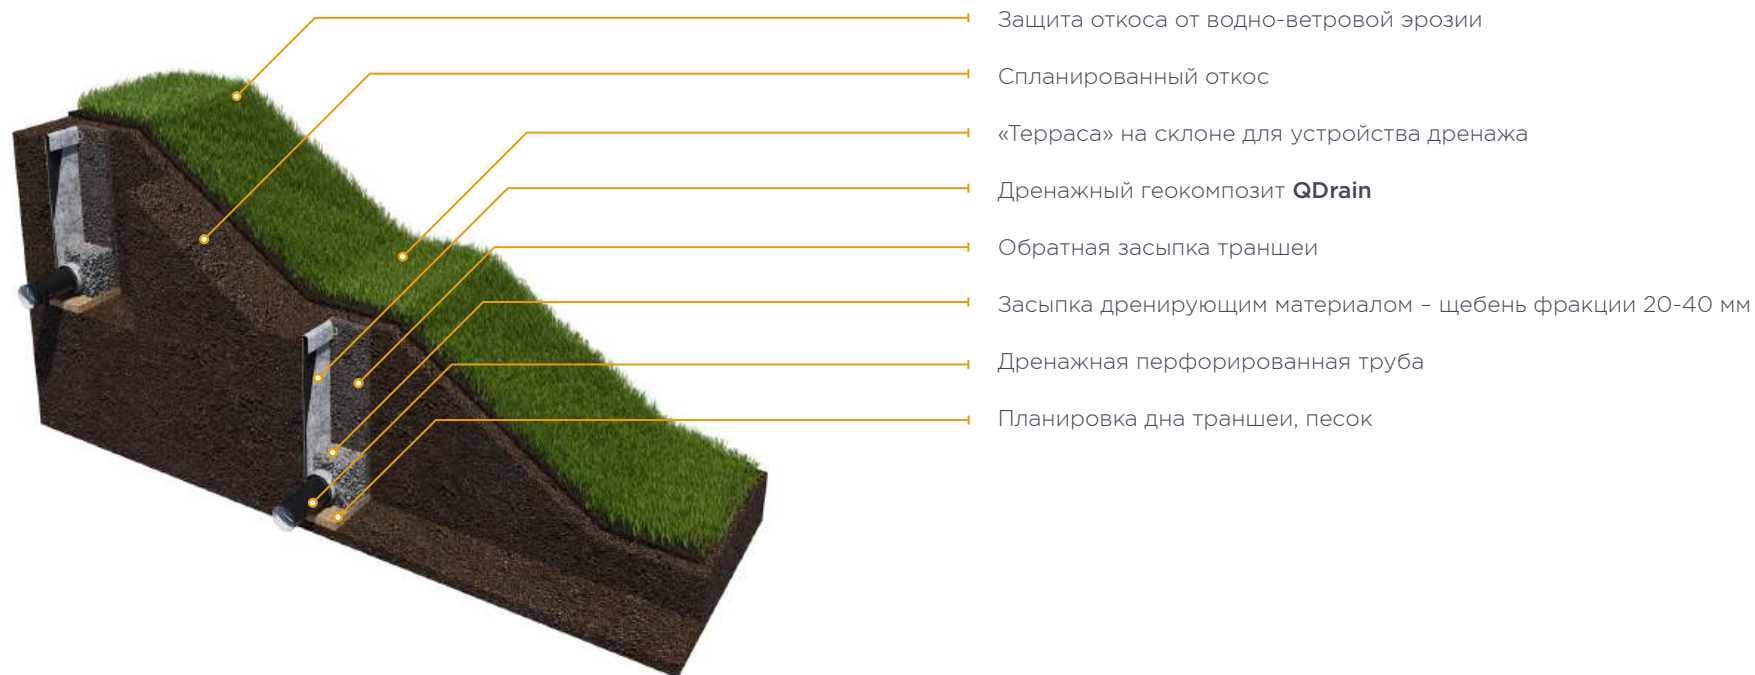 Защита откоса от водно-ветровой эрозии
Спланированный откос
«Терраса» на склоне для устройства дренажа
Дренажный геокомпозит QDrain
Обратная засыпка траншеи
Засыпка дренирующим материалом – щебень фракции 20-40 мм
Дренажная перфорированная труба
Планировка дна траншеи, песок